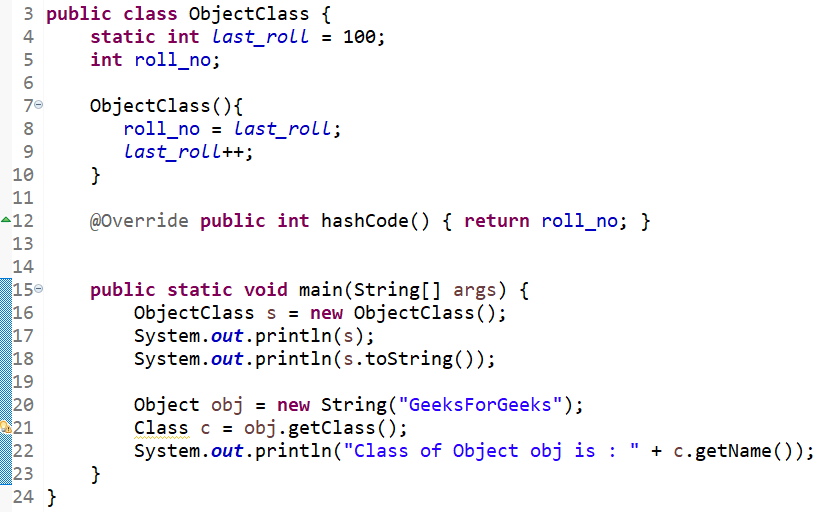 3 public class ObjectClass {
4     static int last_roll = 100;
5     int roll_no;
6
7     ObjectClass(){
8        roll_no = last_roll;
9        last_roll++;
10     }
11
12     @Override public int hashCode() { return roll_no; }
13
14
15     public static void main(String[] args) {
16         ObjectClass s = new ObjectClass();
17         System.out.println(s);
18         System.out.println(s.toString());
19
20         Object obj = new String("GeeksForGeeks");
21         Class c = obj.getClass();
22         System.out.println("Class of Object obj is : " + c.getName());
23     }
24 }